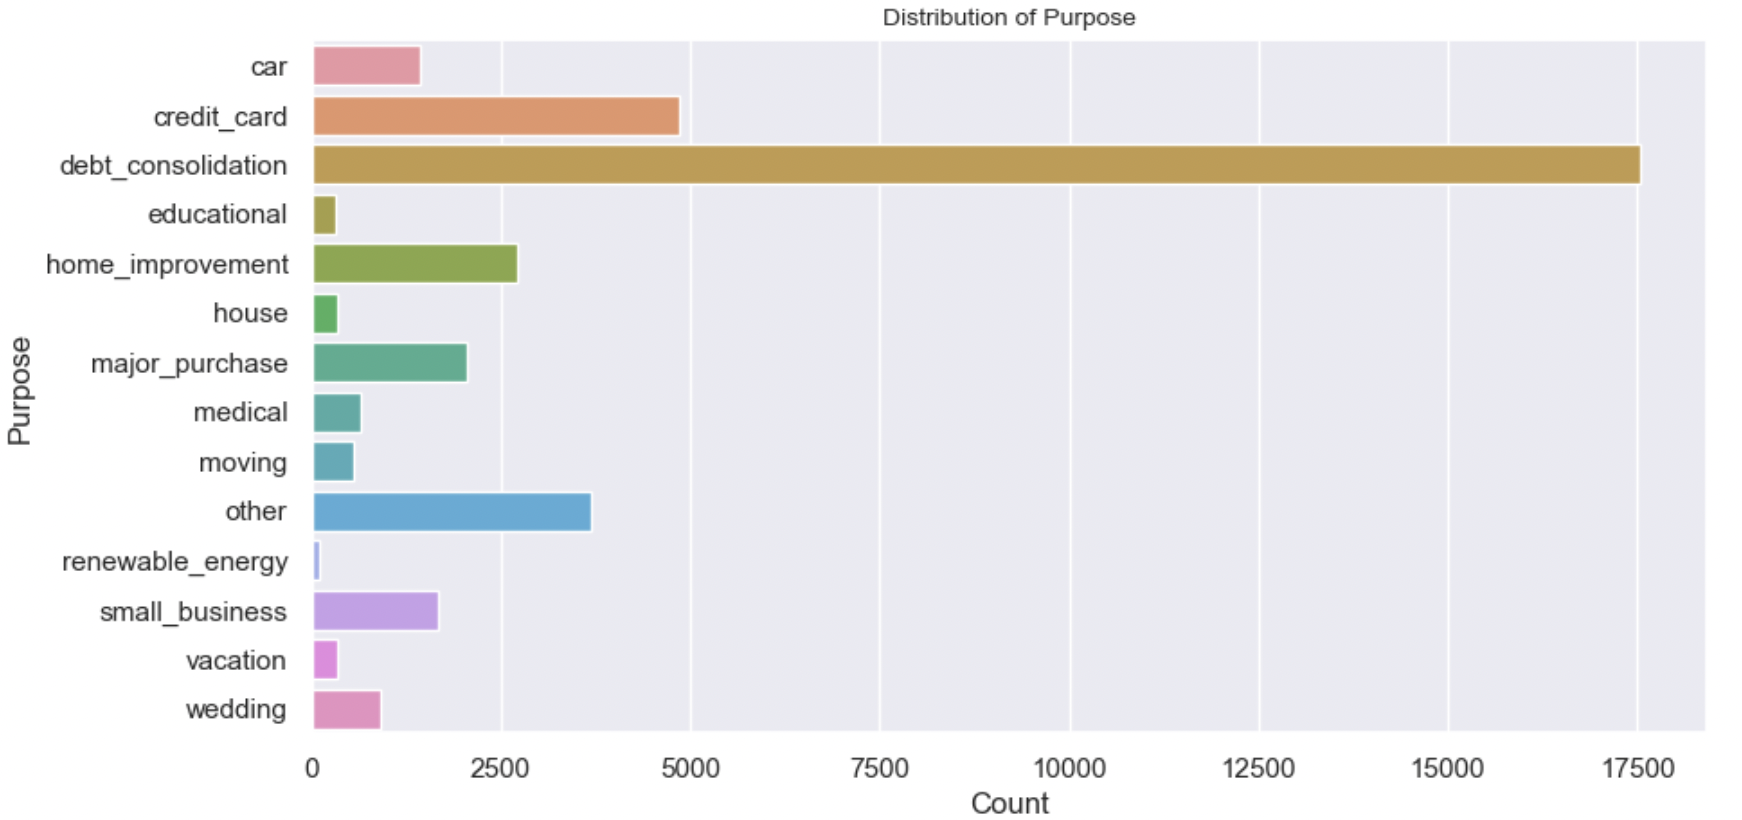 Distribution of Purpose
car
credit_card
debt_consolidation
educational
home_improvement
house
major_purchase
medical
moving
other
renewable_energy
small_business
vacation
wedding
Purpose
0 2500 5000 7500 10000 12500 15000 17500
Count